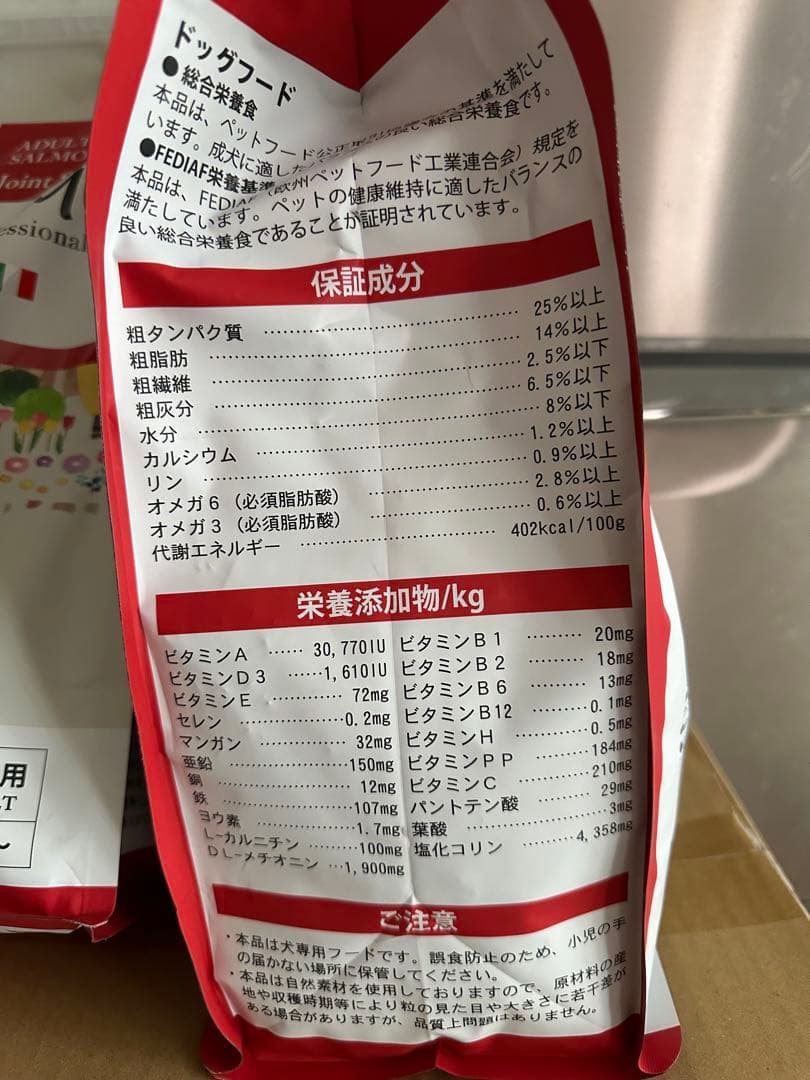 ADULT
SALMO
Joint
essional
用
LT
～
ドッグフード
●総合栄養食
本品は、ペットフード公正取引 基準を満たして
います。成犬に適した 良い総合栄養食です。
●FEDIAF栄養基準（欧州ペットフード工業連合会）規定を
本品は、FEDIA ペットの健康維持に適したバランスの
満たしています。
良い総合栄養食であることが証明されています。
保証成分
粗タンパク質 ………… 25％以上
粗脂肪 ………… 14％以上
粗繊維 ………… 2.5％以下
粗灰分 ………… 6.5％以下
水分 ………… 8％以下
カルシウム ………… 1.2％以上
リン ………… 0.9％以上
オメガ6（必須脂肪酸） ………… 2.8％以上
オメガ3（必須脂肪酸） ………… 0.6％以上
代謝エネルギー ………… 402kcal/100g
栄養添加物/kg
ビタミンA …… 30,770IU
ビタミンD3 ……1,610IU
ビタミンE ………… 72mg
セレン …………0.2mg
マンガン ………… 32mg
亜鉛 …………150mg
銅 ………… 12mg
鉄 …………107mg
ヨウ素 …………1.7mg
L-カルニチン ………100mg
DL-メチオニン …1,900mg
ビタミンB1 ……… 20mg
ビタミンB2 ……… 18mg
ビタミンB6 ……… 13mg
ビタミンB12 ………0.1mg
ビタミンH ………… 0.5mg
ビタミンPP ………184mg
ビタミンC …………210mg
パントテン酸 ……… 29mg
葉酸 ………… 3mg
塩化コリン ………4,358mg
ご注意
・本品は犬専用フードです。誤食防止のため、小児の手
の届かない場所に保管してください。
・本品は自然素材を使用しておりますので、原材料の産
地や収穫時期等により粒の見た目や大きさに若干差が
ある場合がありますが、品質上問題はありません。